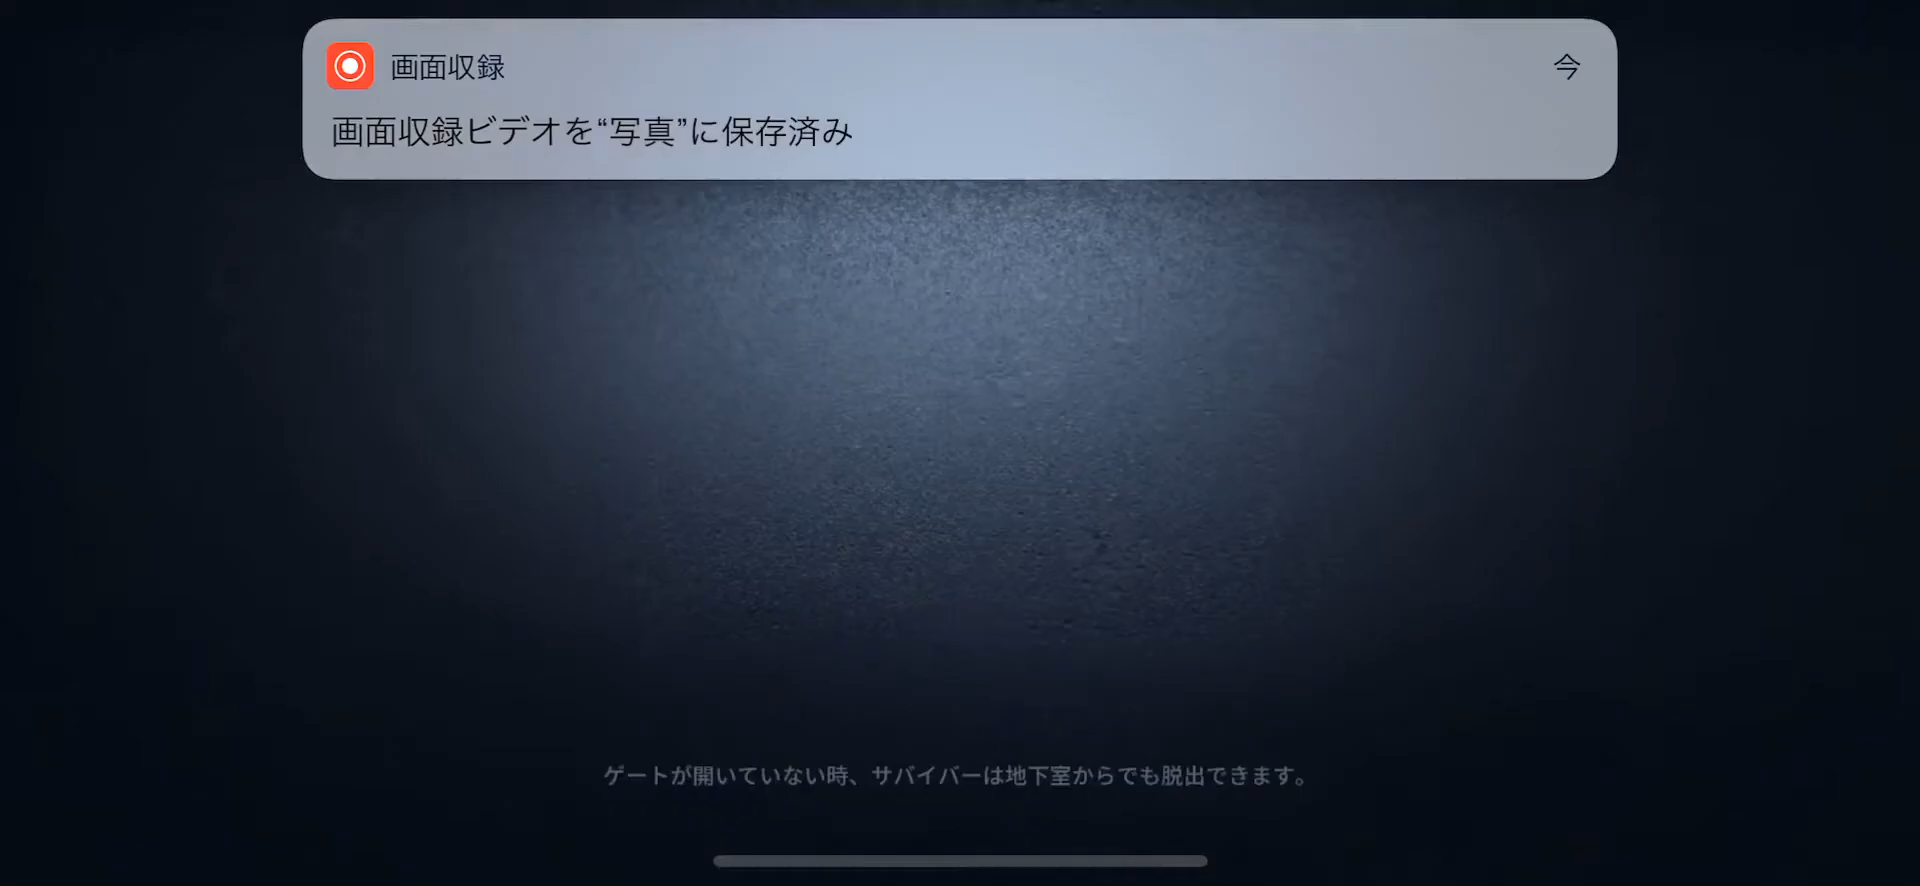 画面収録
今
画面収録ビデオを“写真”に保存済み
ゲートが開いていない時、サバイバーは地下室からでも脱出できます。